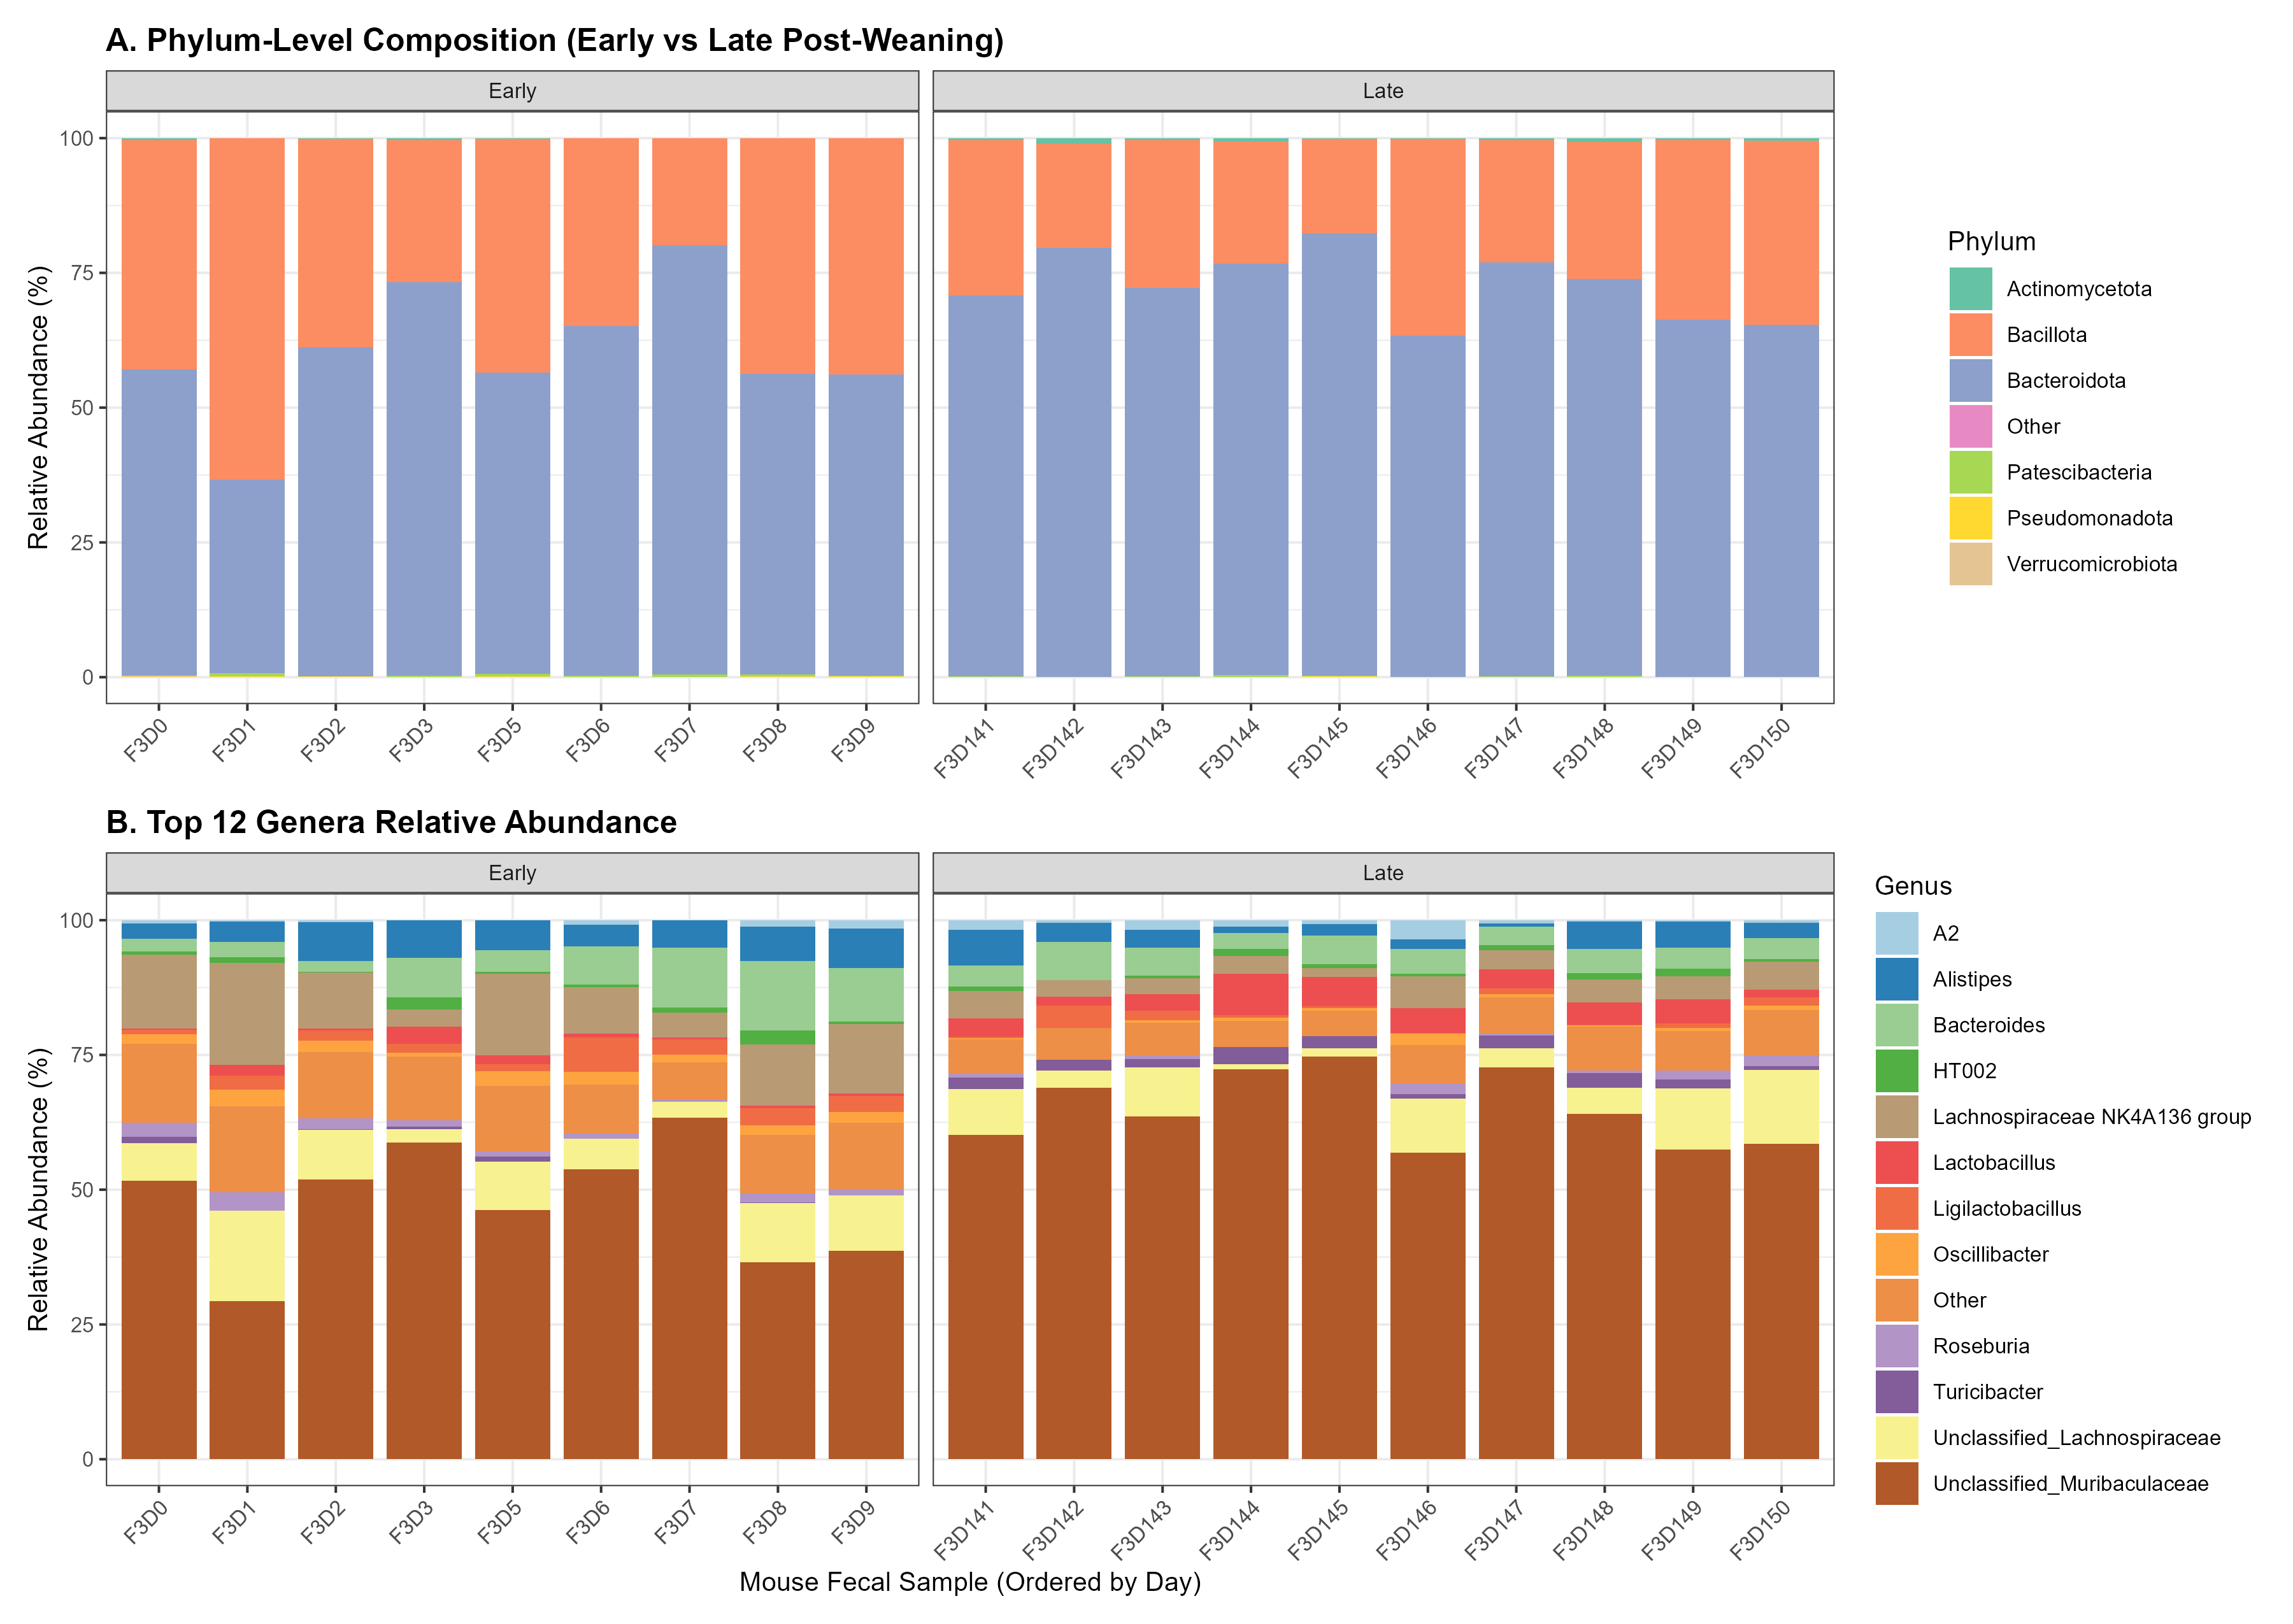 A. Phylum-Level Composition (Early vs Late Post-Weaning)
Early
Late
Relative Abundance (%)
100
75
50
25
0
F3D0
F3D1
F3D2
F3D3
F3D5
F3D6
F3D7
F3D8
F3D9
F3D141
F3D142
F3D143
F3D144
F3D145
F3D146
F3D147
F3D148
F3D149
F3D150
Phylum
Actinomycetota
Bacillota
Bacteroidota
Other
Patescibacteria
Pseudomonadota
Verrucomicrobiota
B. Top 12 Genera Relative Abundance
Early
Late
Relative Abundance (%)
100
75
50
25
0
F3D0
F3D1
F3D2
F3D3
F3D5
F3D6
F3D7
F3D8
F3D9
F3D141
F3D142
F3D143
F3D144
F3D145
F3D146
F3D147
F3D148
F3D149
F3D150
Mouse Fecal Sample (Ordered by Day)
Genus
A2
Alistipes
Bacteroides
HT002
Lachnospiraceae NK4A136 group
Lactobacillus
Ligilactobacillus
Oscillibacter
Other
Roseburia
Turicibacter
Unclassified_Lachnospiraceae
Unclassified_Muribaculaceae